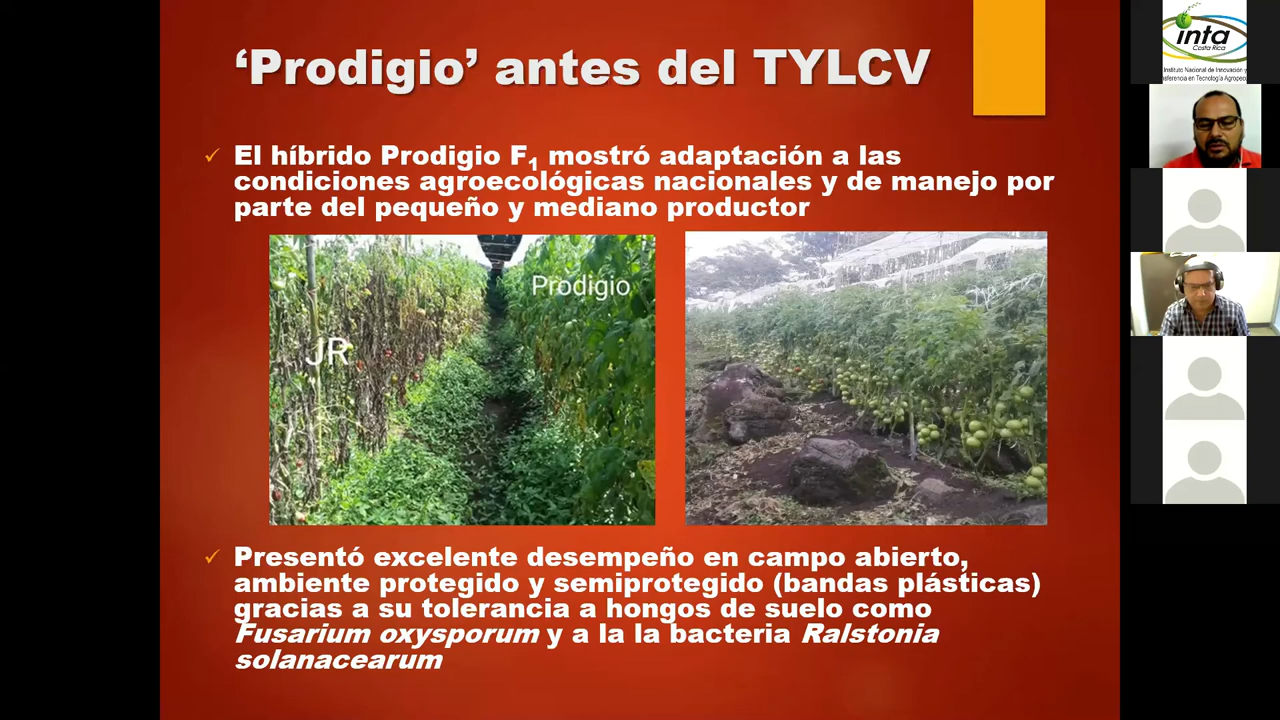 ‘Prodigio’ antes del TYLCV
✓ El híbrido Prodigio F1 mostró adaptación a las
condiciones agroecológicas nacionales y de manejo por
parte del pequeño y mediano productor
JR
Prodigio
✓ Presentó excelente desempeño en campo abierto,
ambiente protegido y semiprotegido (bandas plásticas)
gracias a su tolerancia a hongos de suelo como
Fusarium oxysporum y a la la bacteria Ralstonia
solanacearum
inta
Costa Rica
Instituto Nacional de Innovación y
sferencia en Tecnología Agropec